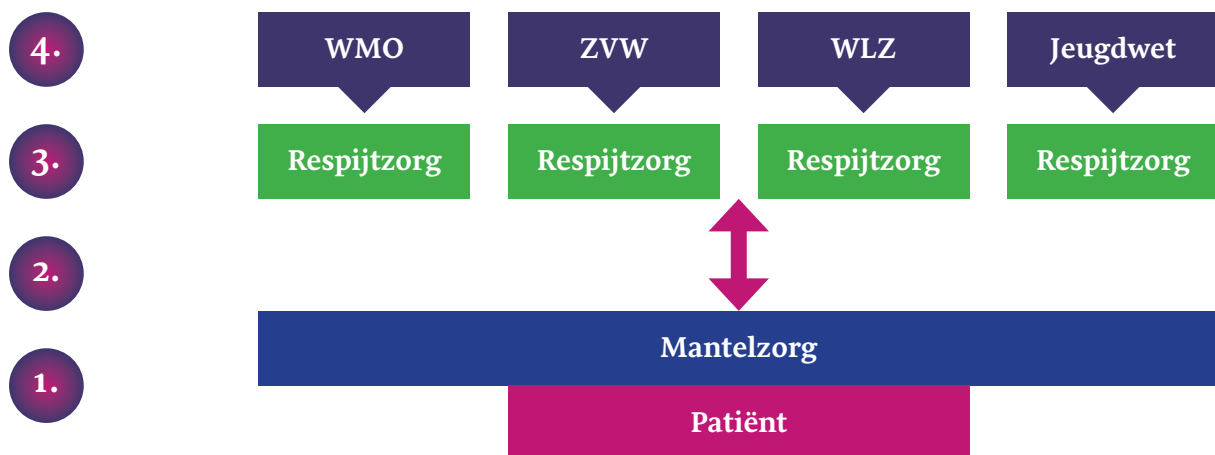 4.
WMO
ZVW
WLZ
Jeugdwet
3.
Respijtzorg
Respijtzorg
Respijtzorg
Respijtzorg
2.
Mantelzorg
1.
Patiënt